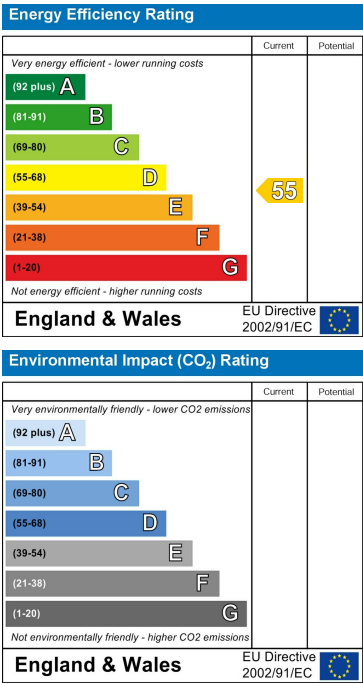 Energy Efficiency Rating
Current Potential
Very energy efficient - lower running costs
(92 plus) A
(81-91) B
(69-80) C
(55-68) D
55
(39-54) E
(21-38) F
(1-20) G
Not energy efficient - higher running costs
England & Wales
EU Directive
2002/91/EC
Environmental Impact (CO₂) Rating
Current Potential
Very environmentally friendly - lower CO2 emissions
(92 plus) A
(81-91) B
(69-80) C
(55-68) D
(39-54) E
(21-38) F
(1-20) G
Not environmentally friendly - higher CO2 emissions
England & Wales
EU Directive
2002/91/EC